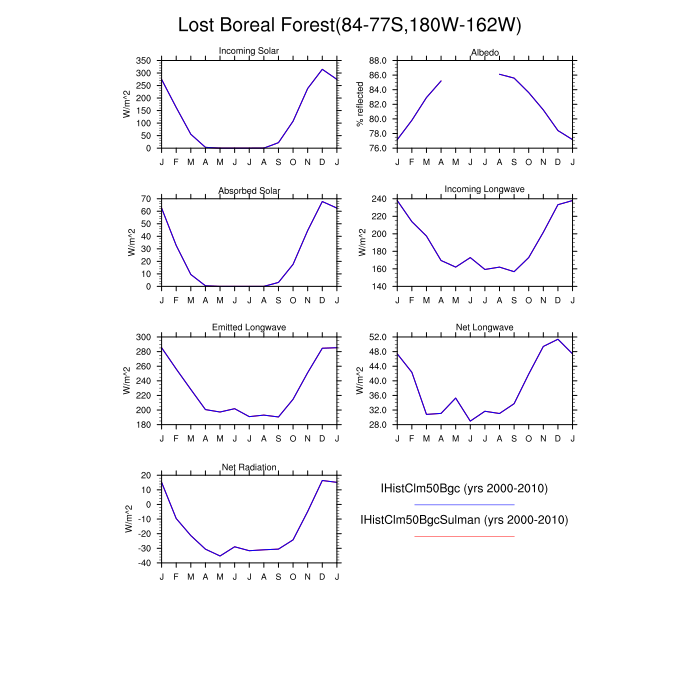 Lost Boreal Forest(84-77S,180W-162W)
Incoming Solar
W/m^2
350
300
250
200
150
100
50
0
J F M A M J J A S O N D J
Albedo
% reflected
88.0
86.0
84.0
82.0
80.0
78.0
76.0
J F M A M J J A S O N D J
Absorbed Solar
W/m^2
70
60
50
40
30
20
10
0
J F M A M J J A S O N D J
Incoming Longwave
W/m^2
240
220
200
180
160
140
J F M A M J J A S O N D J
Emitted Longwave
W/m^2
300
280
260
240
220
200
180
J F M A M J J A S O N D J
Net Longwave
W/m^2
52.0
48.0
44.0
40.0
36.0
32.0
28.0
J F M A M J J A S O N D J
Net Radiation
W/m^2
20
10
0
-10
-20
-30
-40
J F M A M J J A S O N D J
IHistClm50Bgc (yrs 2000-2010)
IHistClm50BgcSulman (yrs 2000-2010)